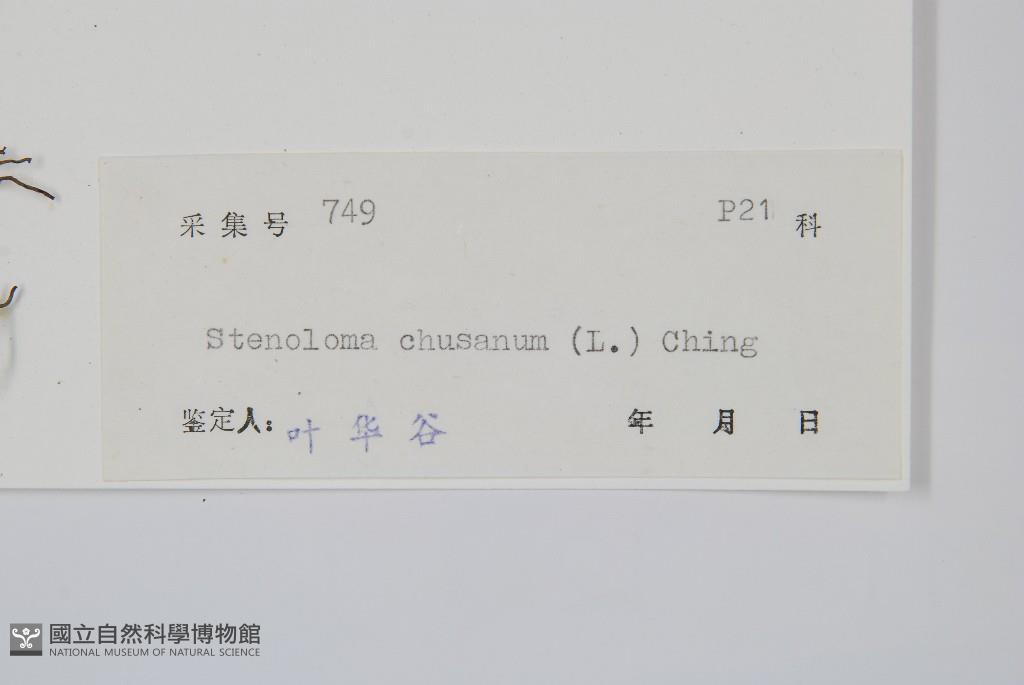 采集号 749 P21 科
Stenoloma chusanum (L.) Ching
鉴定人: 叶华谷 年 月 日
國立自然科學博物館
NATIONAL MUSEUM OF NATURAL SCIENCE